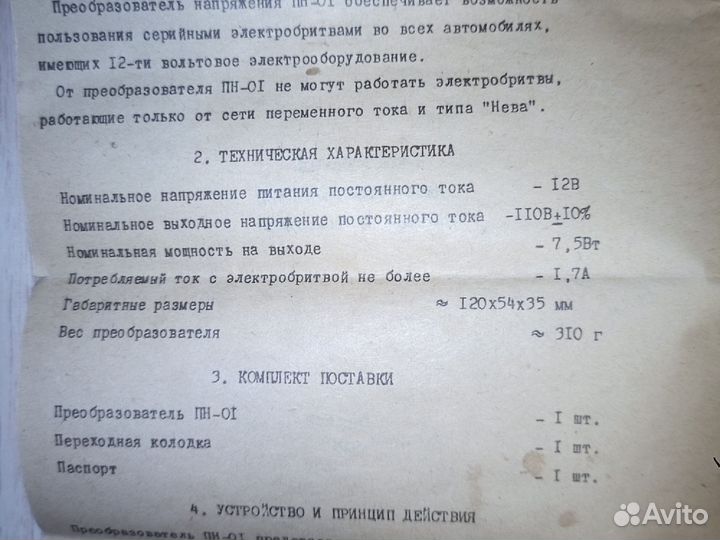 Преобразователь напряжения ПН-01 обеспечивает возможность
пользования серийными электробритвами во всех автомобилях,
имеющих 12-ти вольтовое электрооборудование.
От преобразователя ПН-01 не могут работать электробритвы,
работающие только от сети переменного тока и типа "Нева".
2. ТЕХНИЧЕСКАЯ ХАРАКТЕРИСТИКА
Номинальное напряжение питания постоянного тока - 12В
Номинальное выходное напряжение постоянного тока -110В±10%
Номинальная мощность на выходе - 7,5Вт
Потребляемый ток с электробритвой не более - 1,7А
Габаритные размеры ≈ 120х54х35 мм
Вес преобразователя ≈ 310 г
3. КОМПЛЕКТ ПОСТАВКИ
Преобразователь ПН-01 - 1 шт.
Переходная колодка - 1 шт.
Паспорт - 1 шт.
4. УСТРОЙСТВО И ПРИНЦИП ДЕЙСТВИЯ
Преобразователь ПН-01
Avito